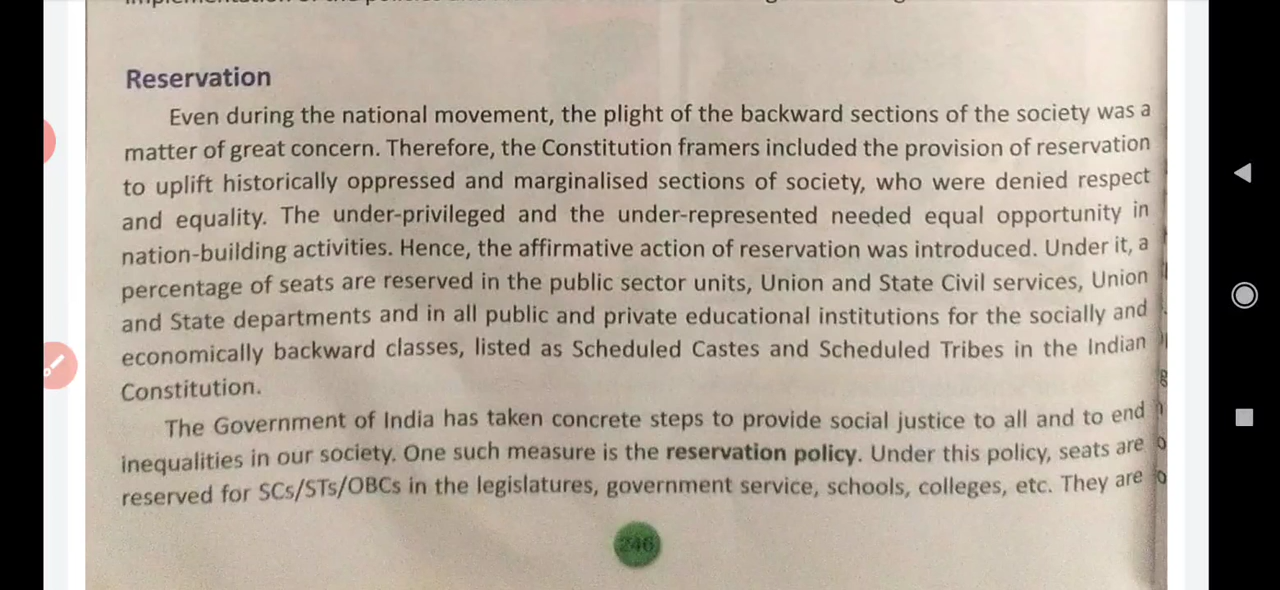 Reservation
Even during the national movement, the plight of the backward sections of the society was a
matter of great concern. Therefore, the Constitution framers included the provision of reservation
to uplift historically oppressed and marginalised sections of society, who were denied respect
and equality. The under-privileged and the under-represented needed equal opportunity in
nation-building activities. Hence, the affirmative action of reservation was introduced. Under it, a
percentage of seats are reserved in the public sector units, Union and State Civil services, Union
and State departments and in all public and private educational institutions for the socially and
economically backward classes, listed as Scheduled Castes and Scheduled Tribes in the Indian
Constitution.
The Government of India has taken concrete steps to provide social justice to all and to end
inequalities in our society. One such measure is the reservation policy. Under this policy, seats are
reserved for SCs/STs/OBCs in the legislatures, government service, schools, colleges, etc. They are
246